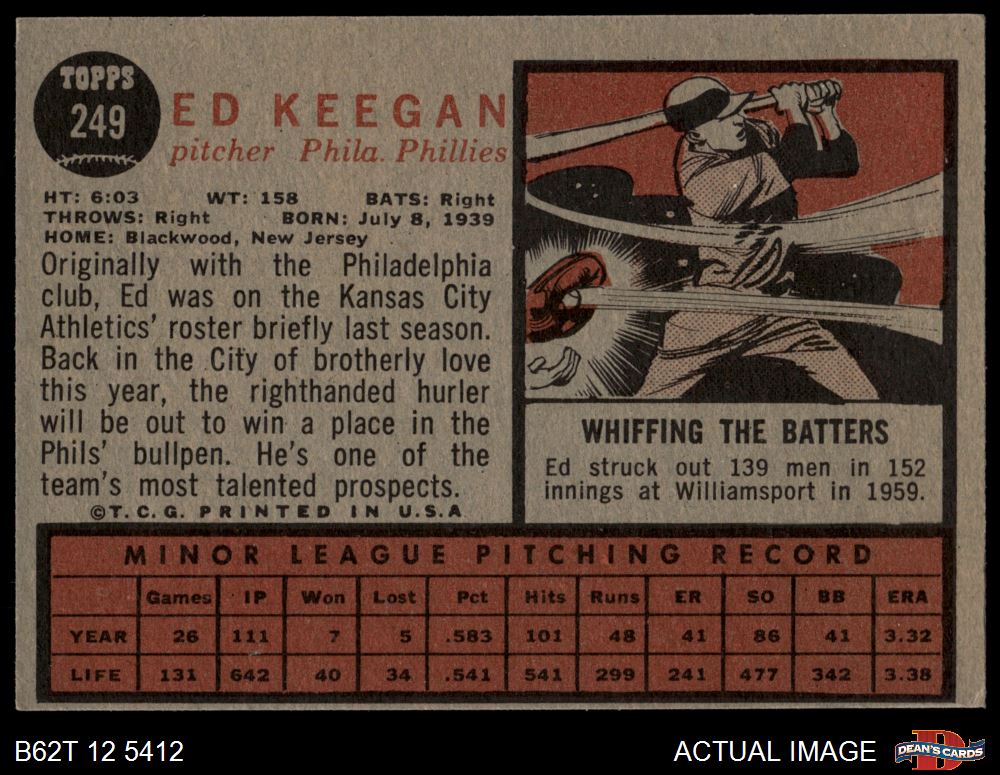 TOPPS
249
ED KEEGAN
pitcher Phila. Phillies
HT: 6:03 WT: 158 BATS: Right
THROWS: Right BORN: July 8, 1939
HOME: Blackwood, New Jersey
Originally with the Philadelphia
club, Ed was on the Kansas City
Athletics' roster briefly last season.
Back in the City of brotherly love
this year, the righthanded hurler
will be out to win a place in the
Phils' bullpen. He's one of the
team's most talented prospects.
©T.C.G. PRINTED IN U.S.A
WHIFFING THE BATTERS
Ed struck out 139 men in 152
innings at Williamsport in 1959.
MINOR LEAGUE PITCHING RECORD
Games IP Won Lost Pct Hits Runs ER SO BB ERA
YEAR 26 111 7 5 .583 101 48 41 86 41 3.32
LIFE 131 642 40 34 .541 541 299 241 477 342 3.38
B62T 12 5412
ACTUAL IMAGE
DEAN'S CARDS